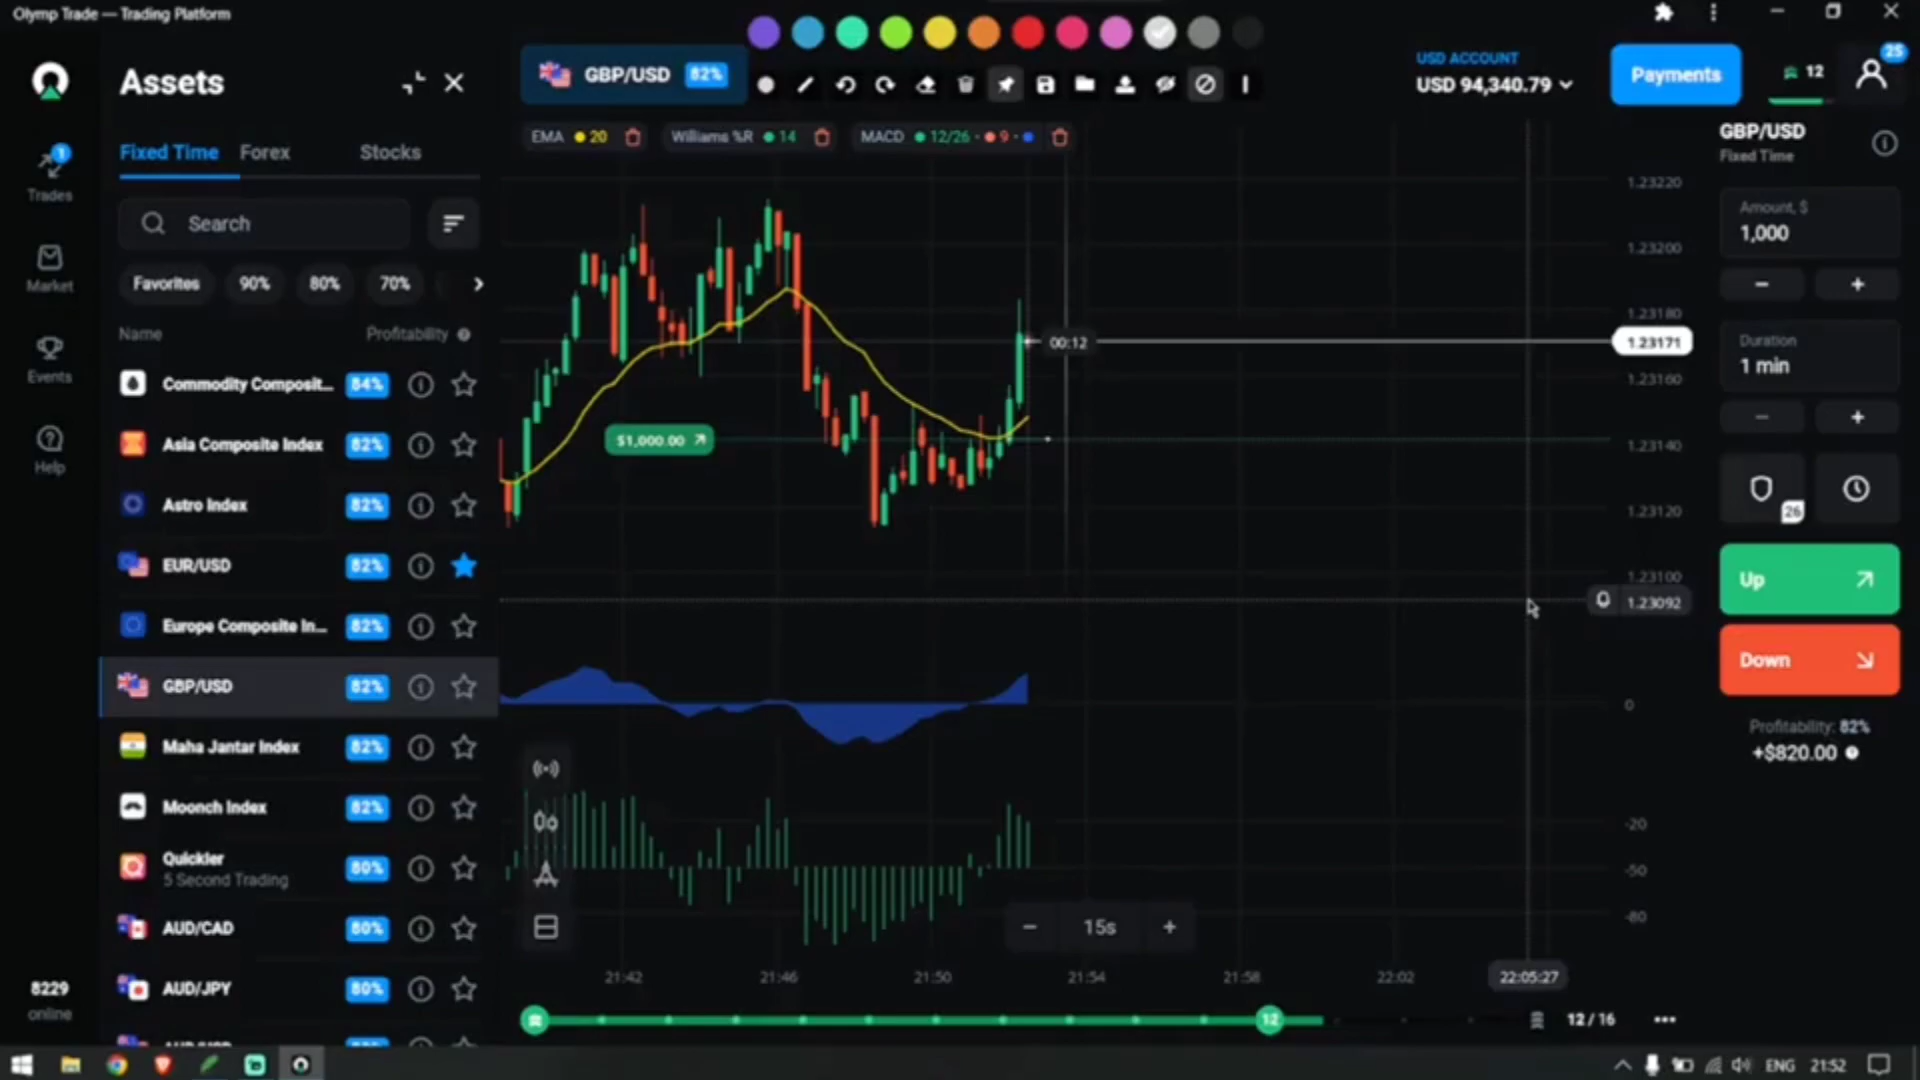 Olymp Trade — Trading Platform
Assets
GBP/USD 82%
USD ACCOUNT
USD 94,340.79
Payments
12
25
EMA 20
Williams %R 14
MACD 12/26 · 9 ·
GBP/USD
Fixed Time
1
Trades
Market
Events
Help
8229
online
Fixed Time
Forex
Stocks
Search
Favorites
90%
80%
70%
Name
Profitability
Commodity Composit... 84%
Asia Composite Index 82%
Astro Index 82%
EUR/USD 82%
Europe Composite In... 82%
GBP/USD 82%
Maha Jantar Index 82%
Moonch Index 82%
Quickler 80%
5 Second Trading
AUD/CAD 80%
AUD/JPY 80%
$1,000.00
00:12
1.23220
1.23200
1.23180
1.23171
1.23160
1.23140
1.23120
1.23100
1.23092
0
-20
-50
-80
− 15s +
21:42
21:46
21:50
21:54
21:58
22:02
22:05:27
12
12 / 16
Amount, $
1,000
− +
Duration
1 min
− +
26
Up
Down
Profitability: 82%
+$820.00
ENG
21:52